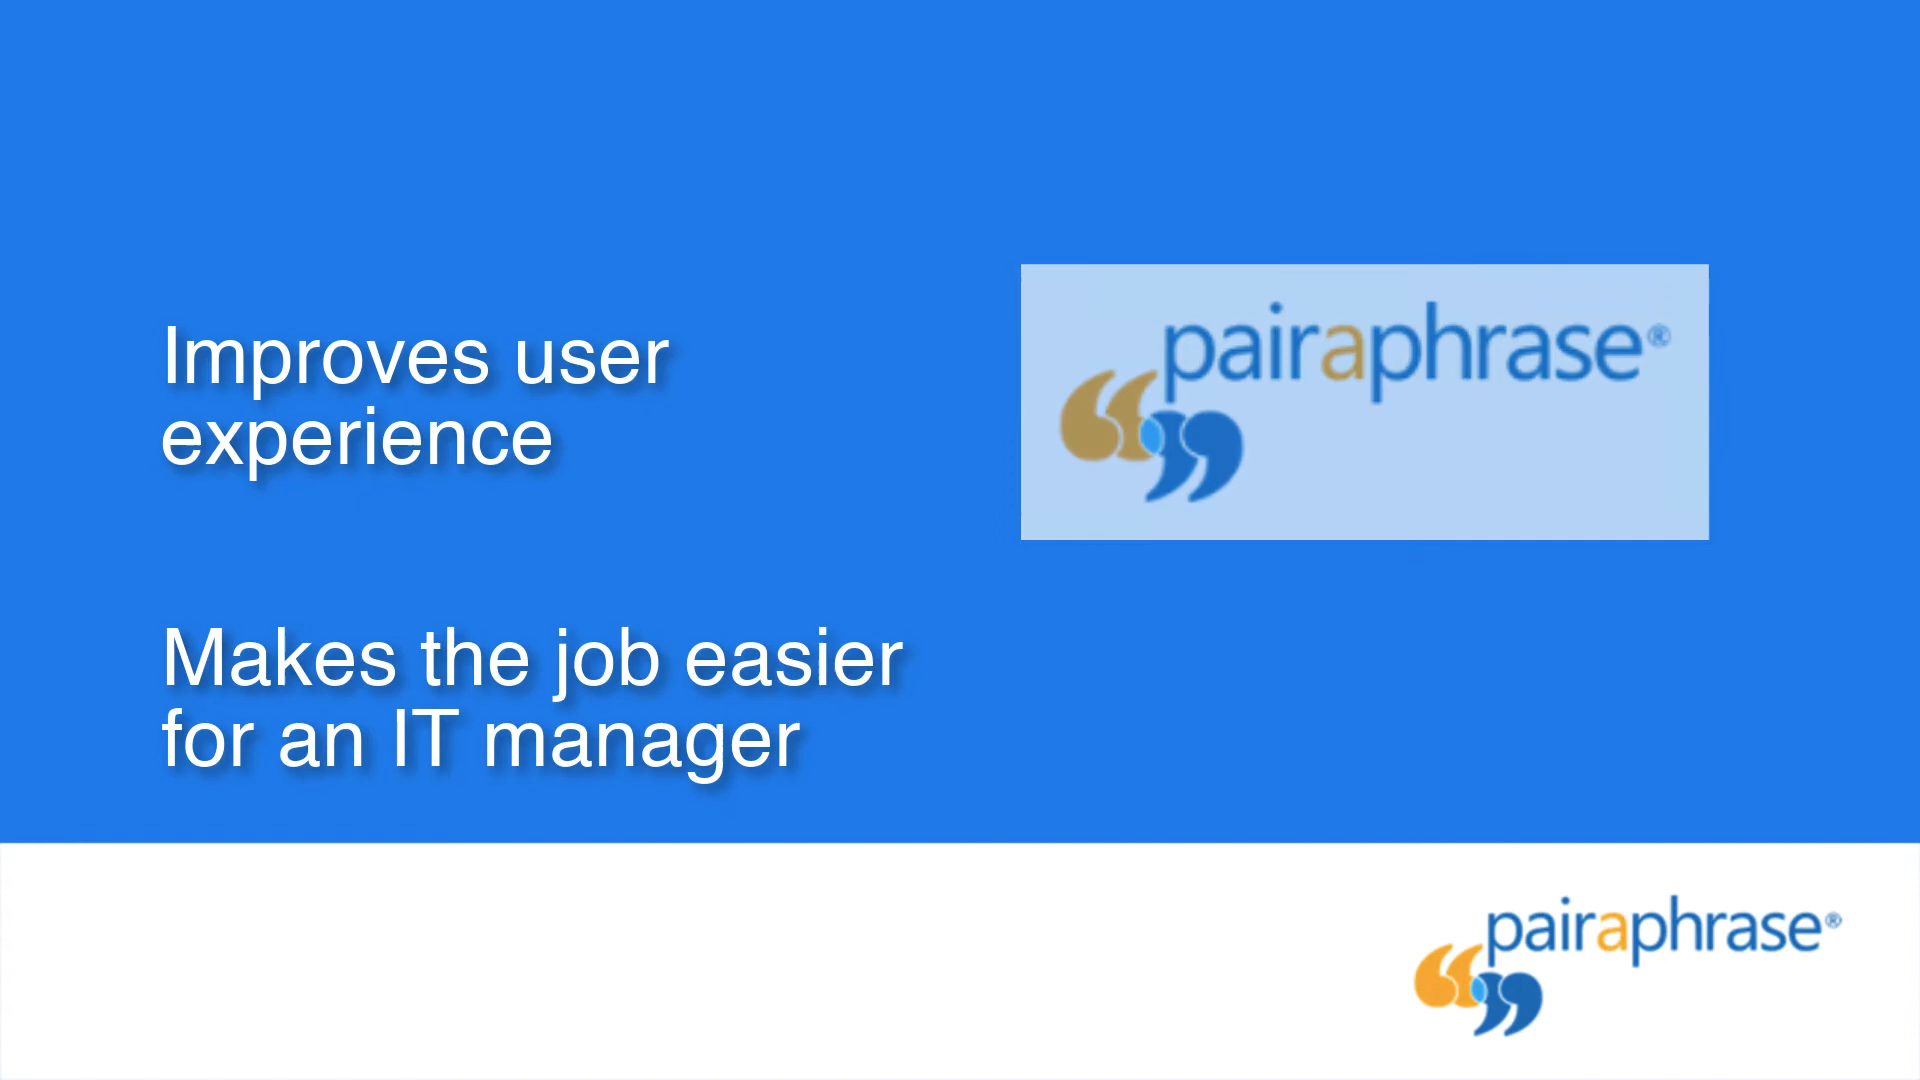 Improves user
experience
Makes the job easier
for an IT manager
pairaphrase®
pairaphrase®